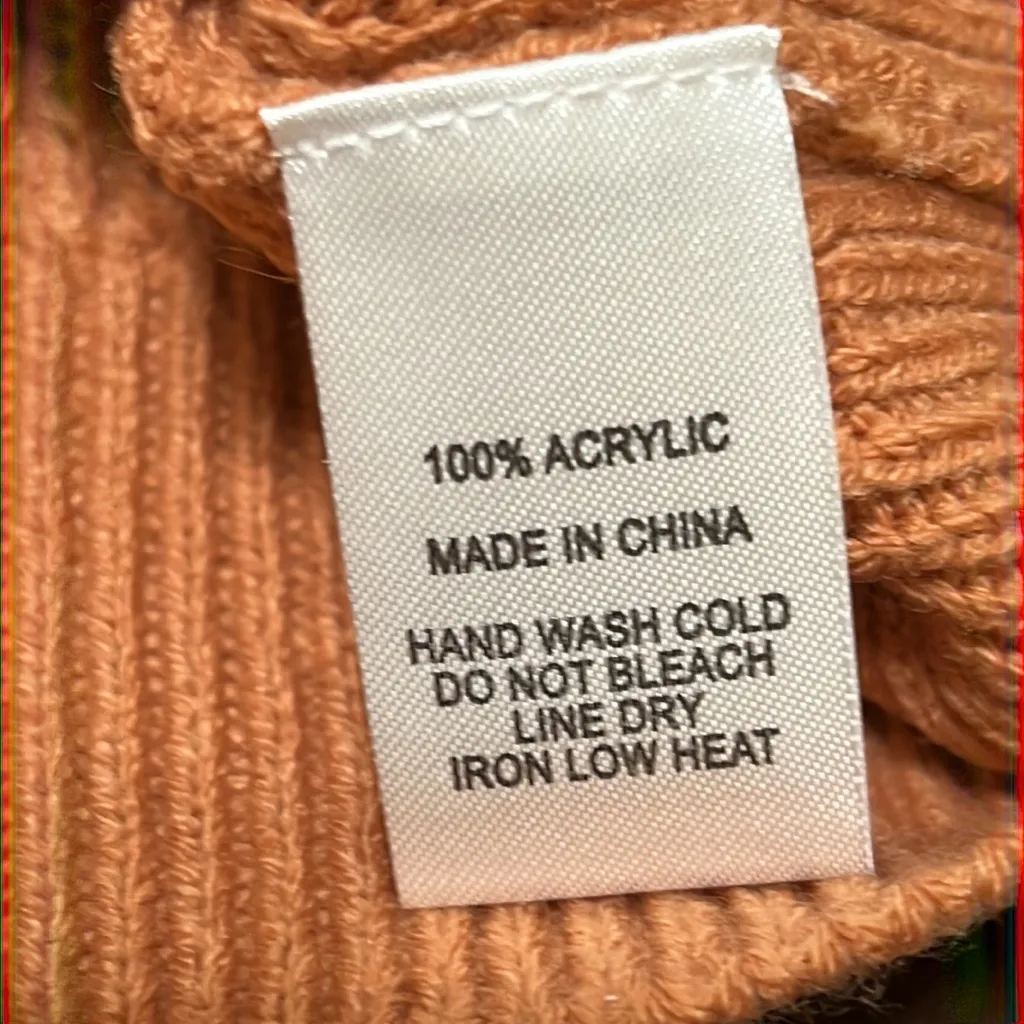 100% ACRYLIC
MADE IN CHINA
HAND WASH COLD
DO NOT BLEACH
LINE DRY
IRON LOW HEAT